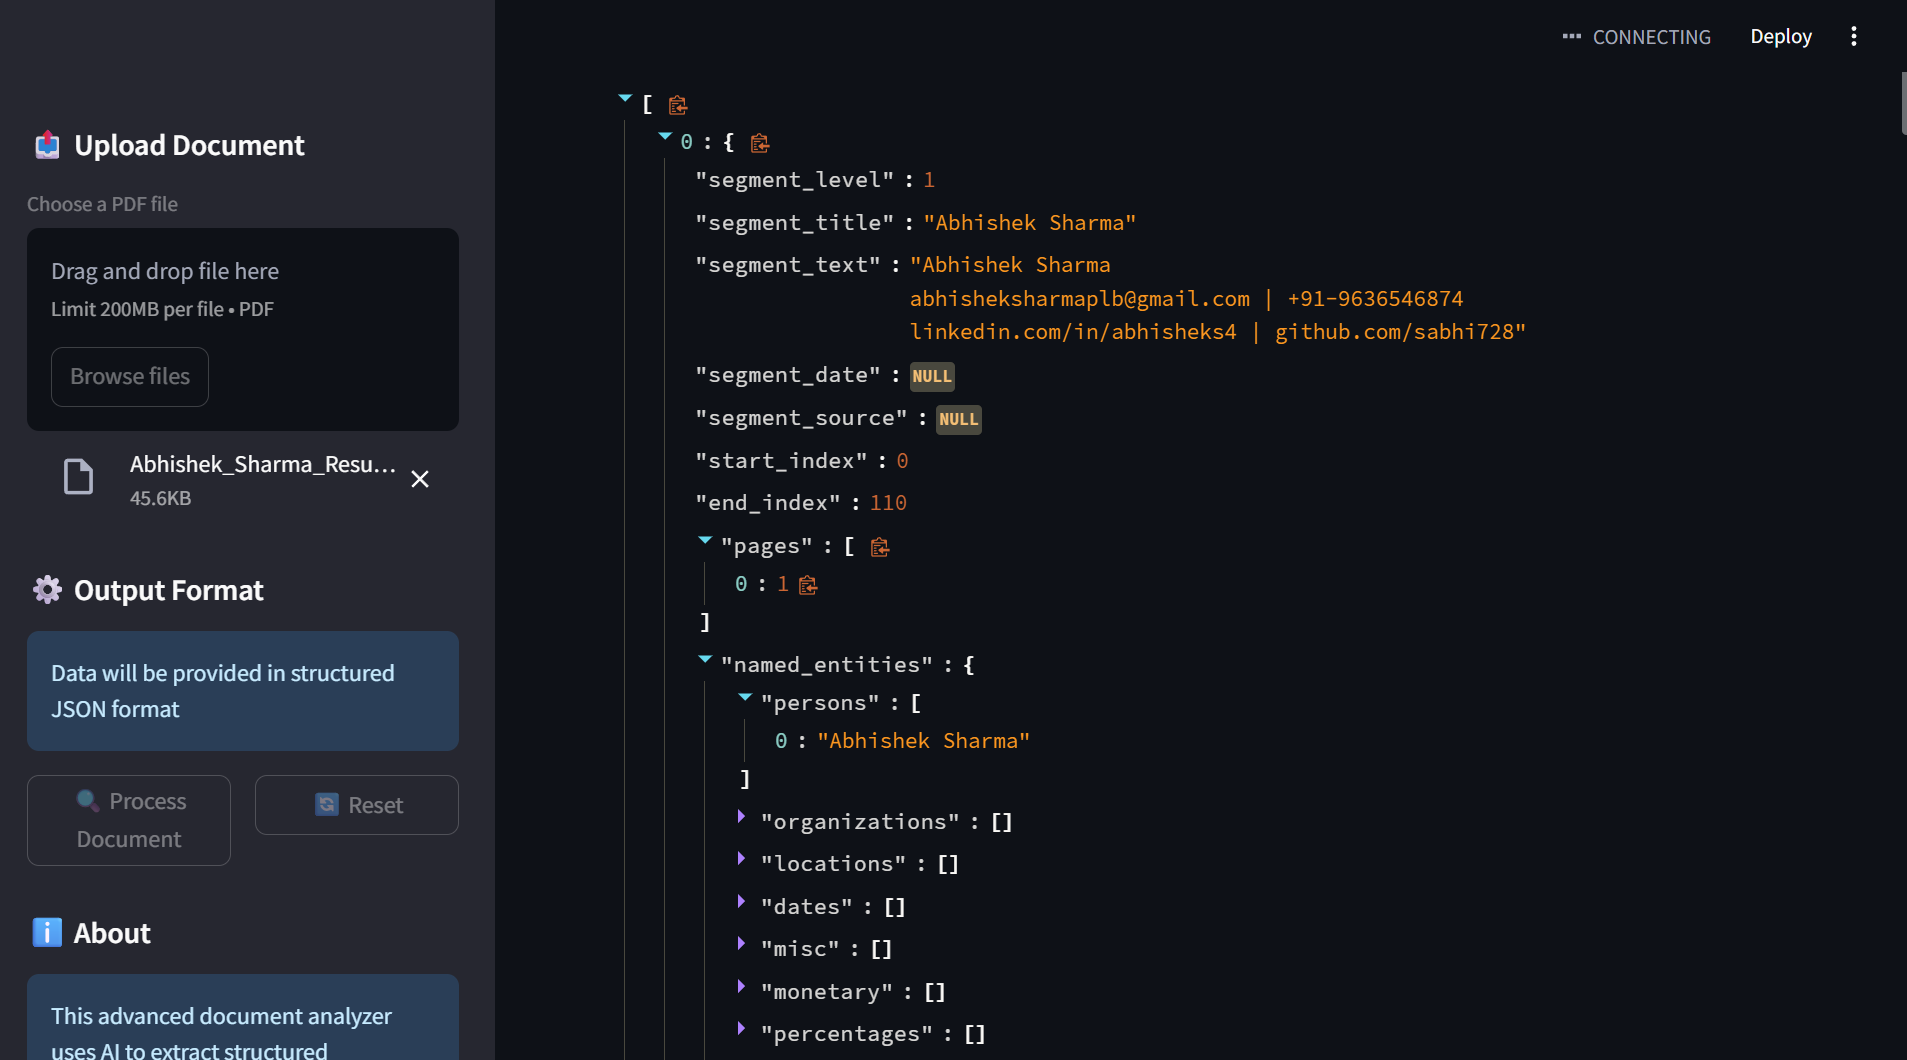 CONNECTING
Deploy
Upload Document
Choose a PDF file
Drag and drop file here
Limit 200MB per file • PDF
Browse files
Abhishek_Sharma_Resu...
45.6KB
Output Format
Data will be provided in structured
JSON format
Process
Document
Reset
About
This advanced document analyzer
uses AI to extract structured
[
0 : {
"segment_level" : 1
"segment_title" : "Abhishek Sharma"
"segment_text" : "Abhishek Sharma
abhisheksharmaplb@gmail.com | +91-9636546874
linkedin.com/in/abhisheks4 | github.com/sabhi728"
"segment_date" : NULL
"segment_source" : NULL
"start_index" : 0
"end_index" : 110
"pages" : [
0 : 1
]
"named_entities" : {
"persons" : [
0 : "Abhishek Sharma"
]
"organizations" : []
"locations" : []
"dates" : []
"misc" : []
"monetary" : []
"percentages" : []